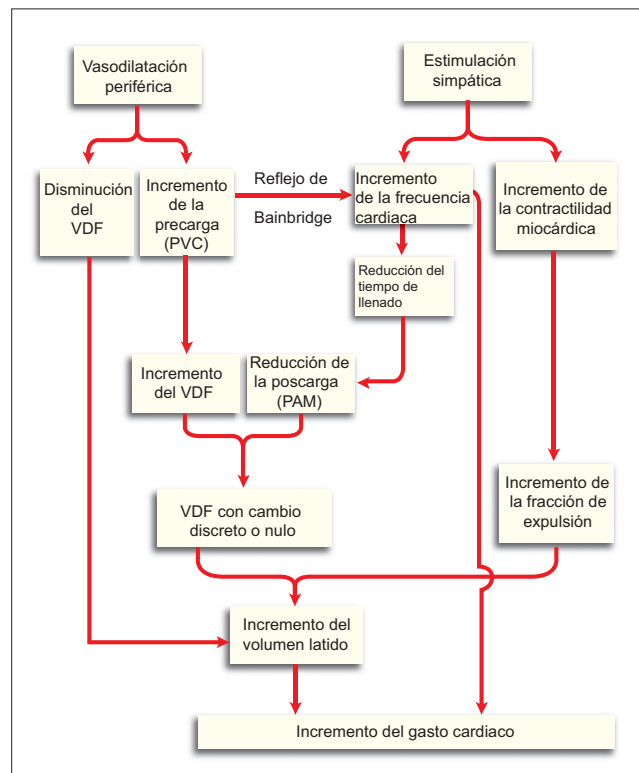 Vasodilatación
periférica
Estimulación
simpática
Disminución
del
VDF
Incremento
de la
precarga
(PVC)
Reflejo de
Bainbridge
Incremento
de la frecuencia
cardiaca
Incremento de
la contractilidad
miocárdica
Reducción del
tiempo de
llenado
Incremento
del VDF
Reducción de
la poscarga
(PAM)
Incremento de
la fracción de
expulsión
VDF con cambio
discreto o nulo
Incremento del
volumen latido
Incremento del gasto cardiaco